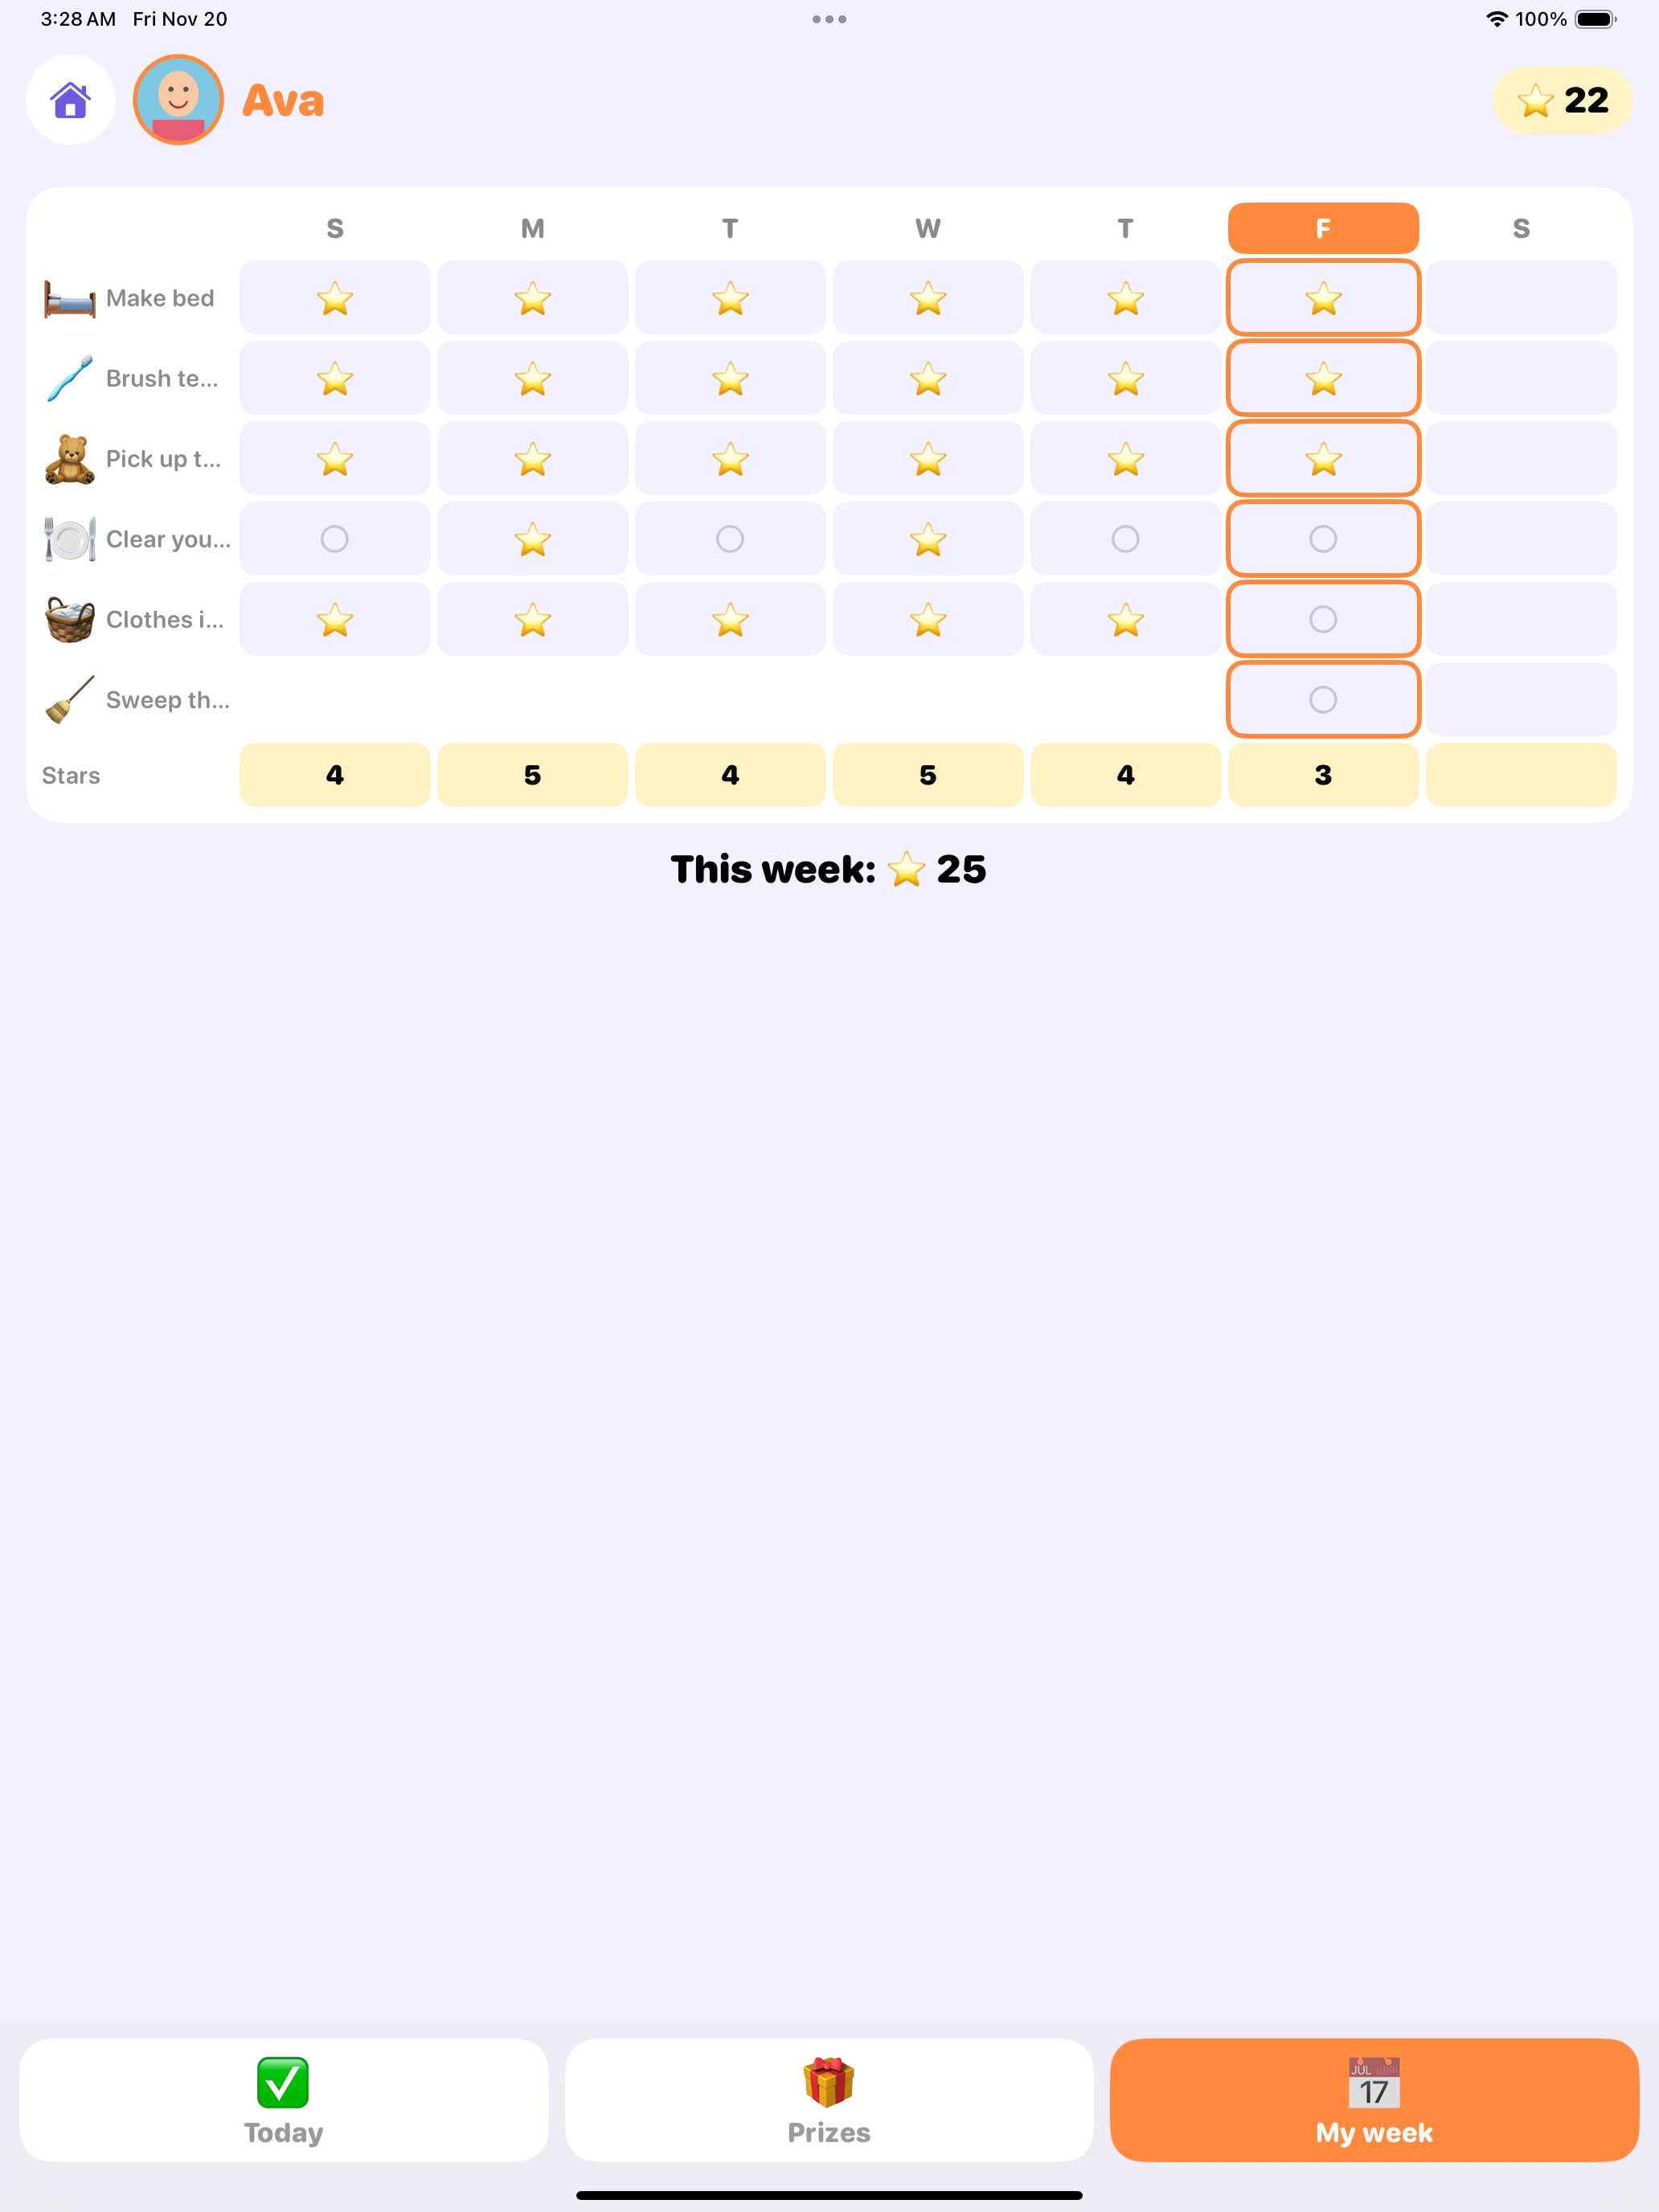 3:28 AM Fri Nov 20 100%
Ava 22
S M T W T F S
Make bed
Brush te...
Pick up t...
Clear you...
Clothes i...
Sweep th...
Stars 4 5 4 5 4 3
This week: 25
JUL
17
Today Prizes My week